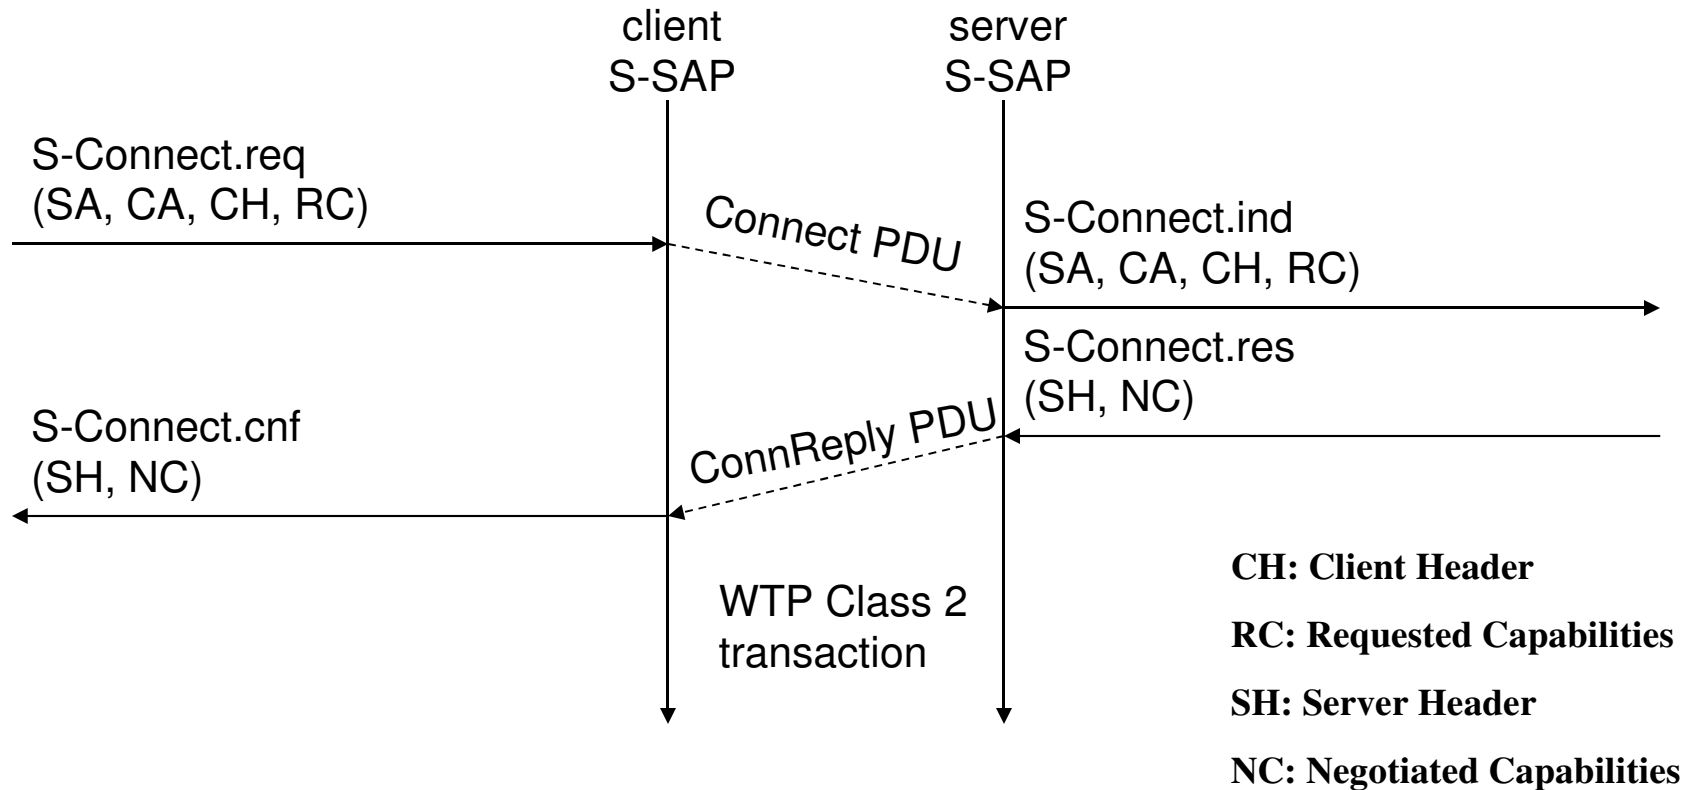 client
S-SAP
server
S-SAP
S-Connect.req
(SA, CA, CH, RC)
Connect PDU
S-Connect.ind
(SA, CA, CH, RC)
S-Connect.res
(SH, NC)
ConnReply PDU
S-Connect.cnf
(SH, NC)
WTP Class 2
transaction
CH: Client Header
RC: Requested Capabilities
SH: Server Header
NC: Negotiated Capabilities